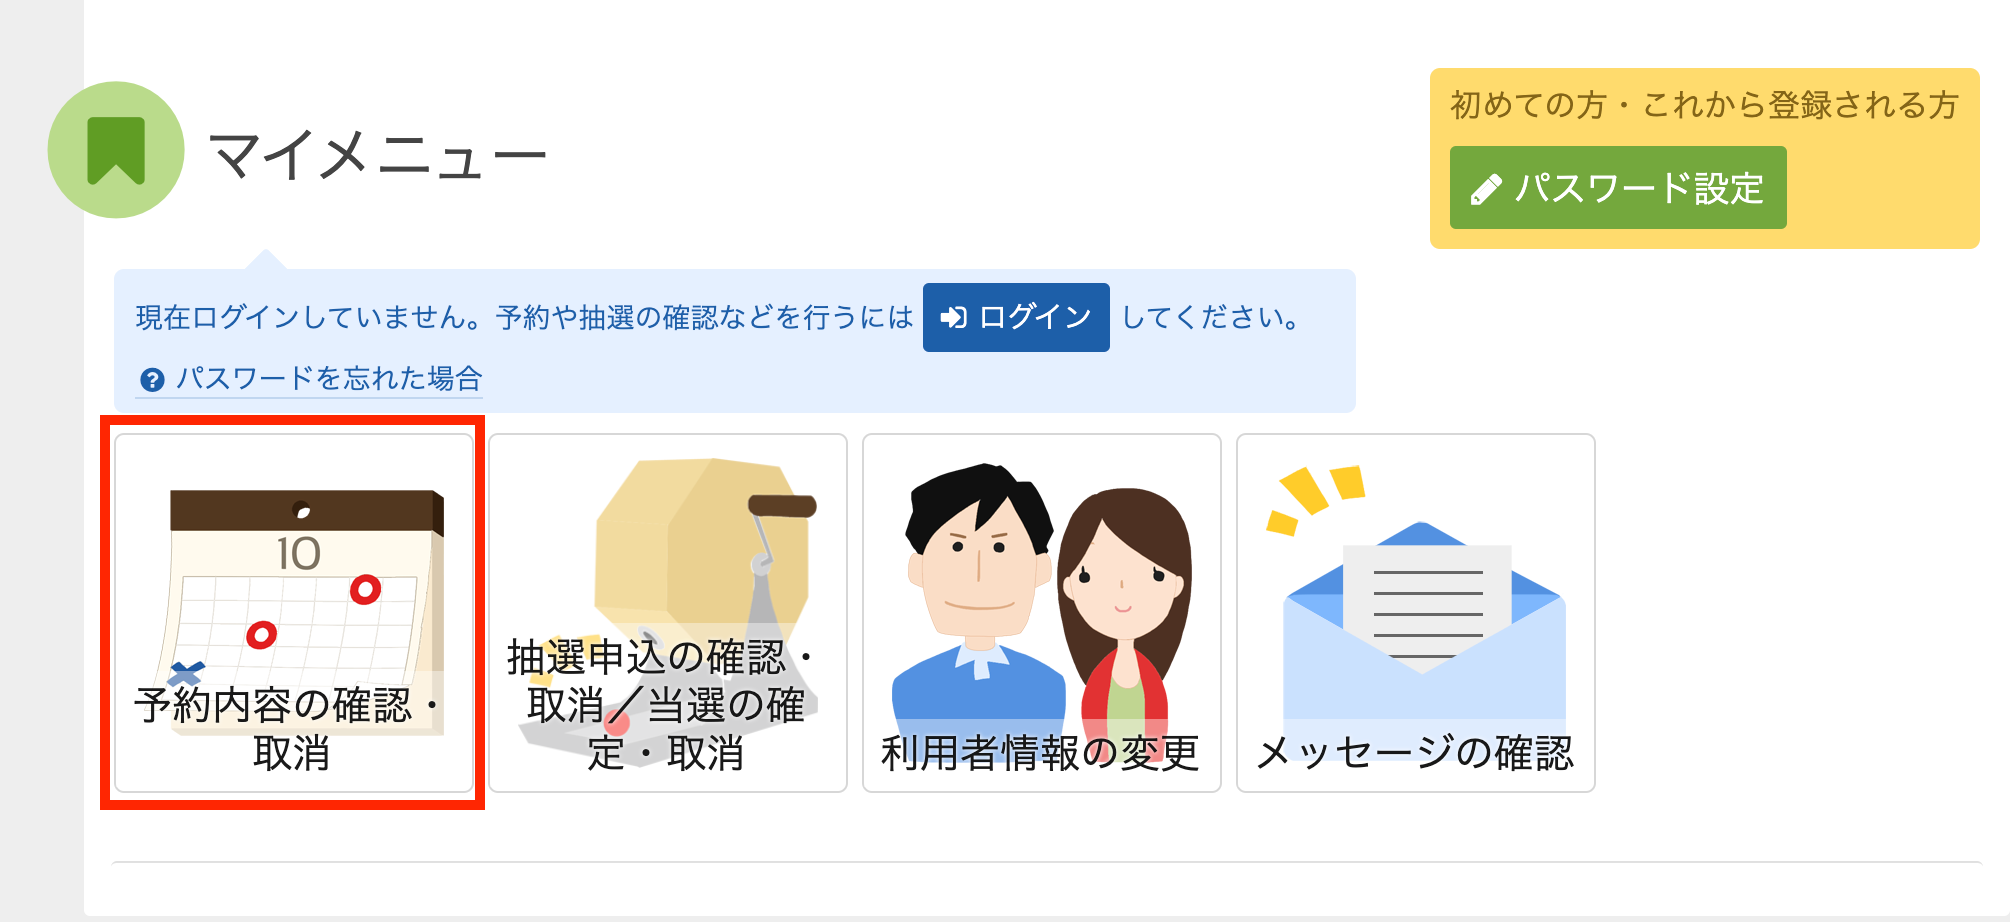 マイメニュー
初めての方・これから登録される方
パスワード設定
現在ログインしていません。予約や抽選の確認などを行うには ログイン してください。
? パスワードを忘れた場合
10
予約内容の確認・
取消
抽選申込の確認・
取消／当選の確
定・取消
利用者情報の変更
メッセージの確認